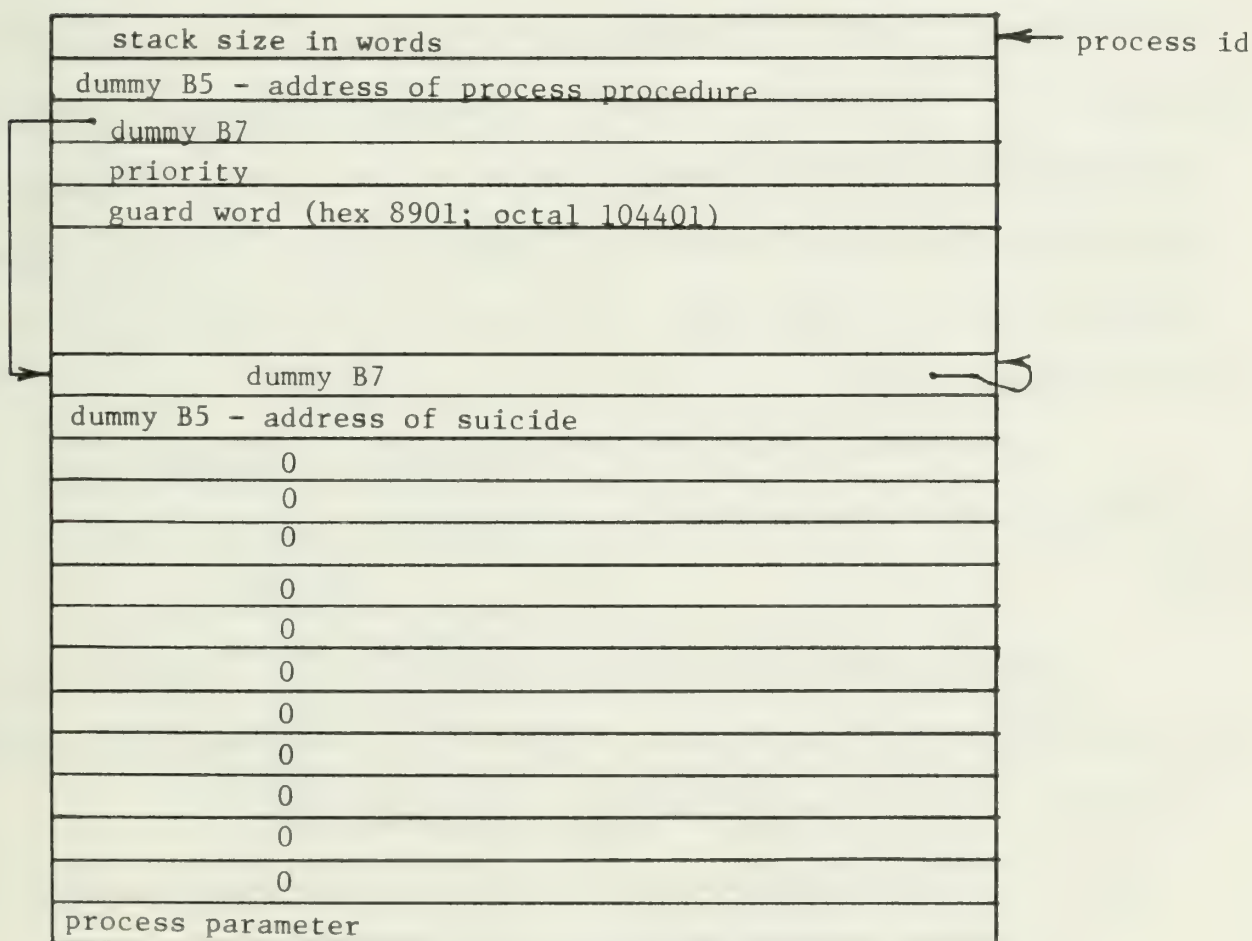 stack size in words
process id
dummy B5 - address of process procedure
dummy B7
priority
guard word (hex 8901; octal 104401)
dummy B7
dummy B5 - address of suicide
0
0
0
0
0
0
0
0
0
0
0
process parameter